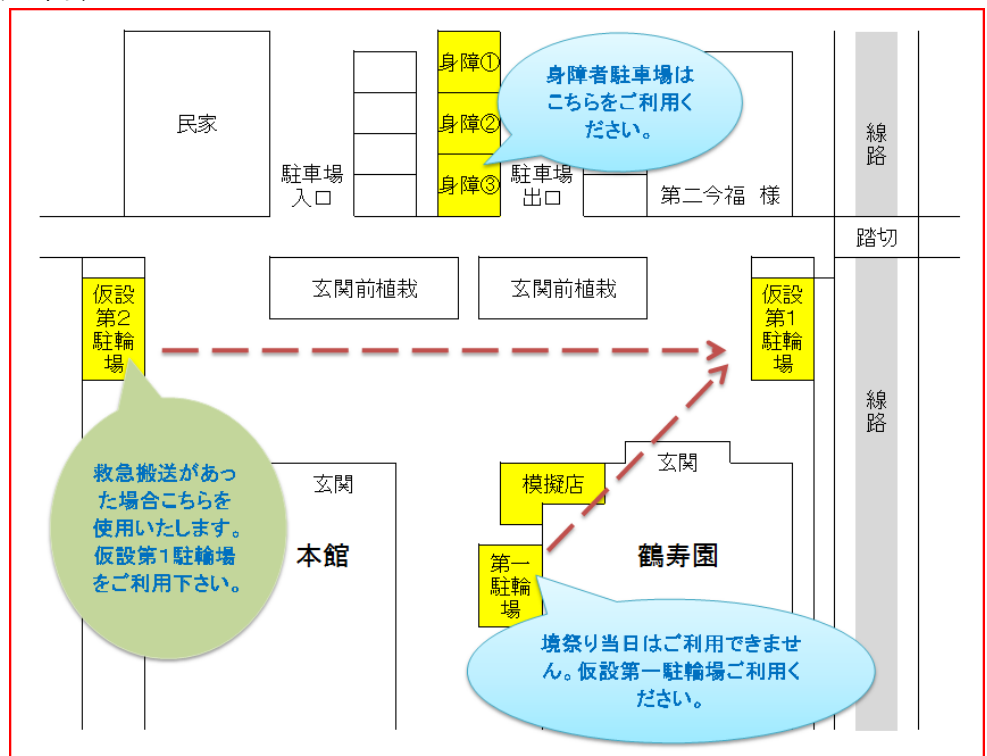 民家
駐車場
入口
身障①
身障②
身障③
身障者駐車場は
こちらをご利用く
ださい。
駐車場
出口
第二今福 様
線
路
踏切
仮設
第2
駐輪
場
玄関前植栽
玄関前植栽
仮設
第1
駐輪
場
線
路
救急搬送があっ
た場合こちらを
使用いたします。
仮設第1駐輪場
をご利用下さい。
玄関
本館
模擬店
玄関
鶴寿園
第一
駐輪
場
境祭り当日はご利用できませ
ん。仮設第一駐輪場ご利用く
ださい。